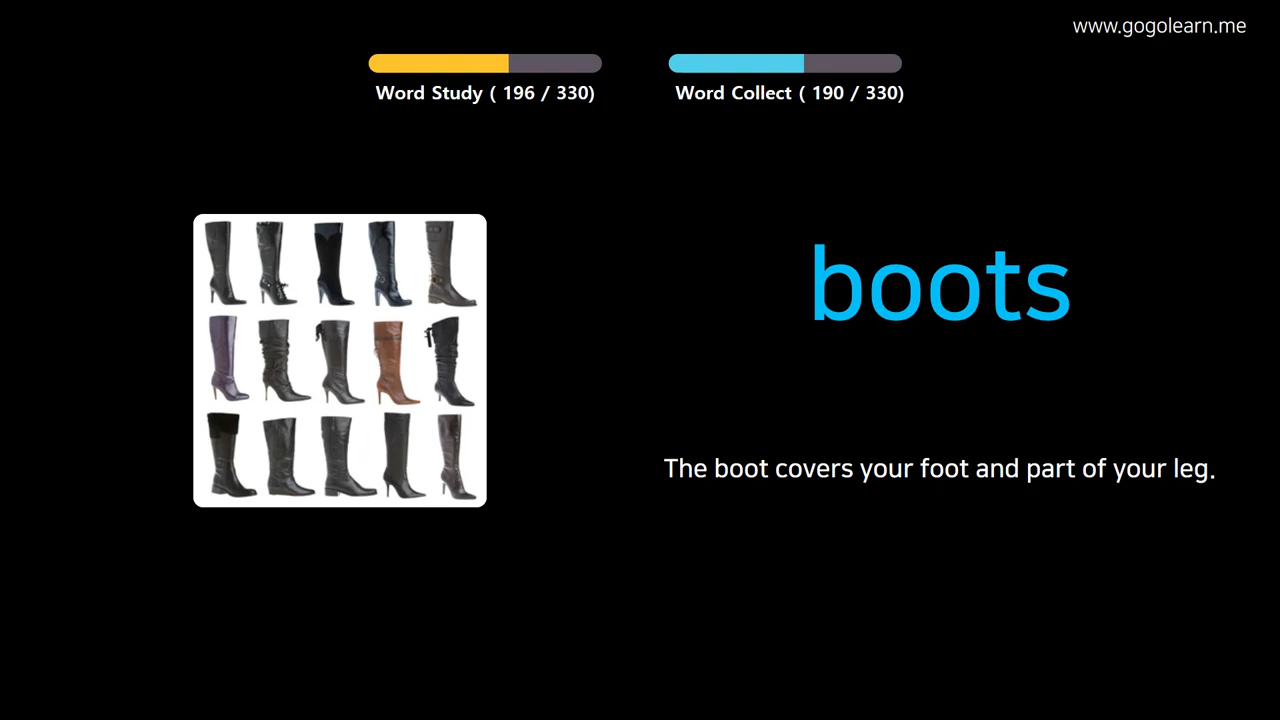 www.gogolearn.me
Word Study ( 196 / 330)
Word Collect ( 190 / 330)
boots
The boot covers your foot and part of your leg.